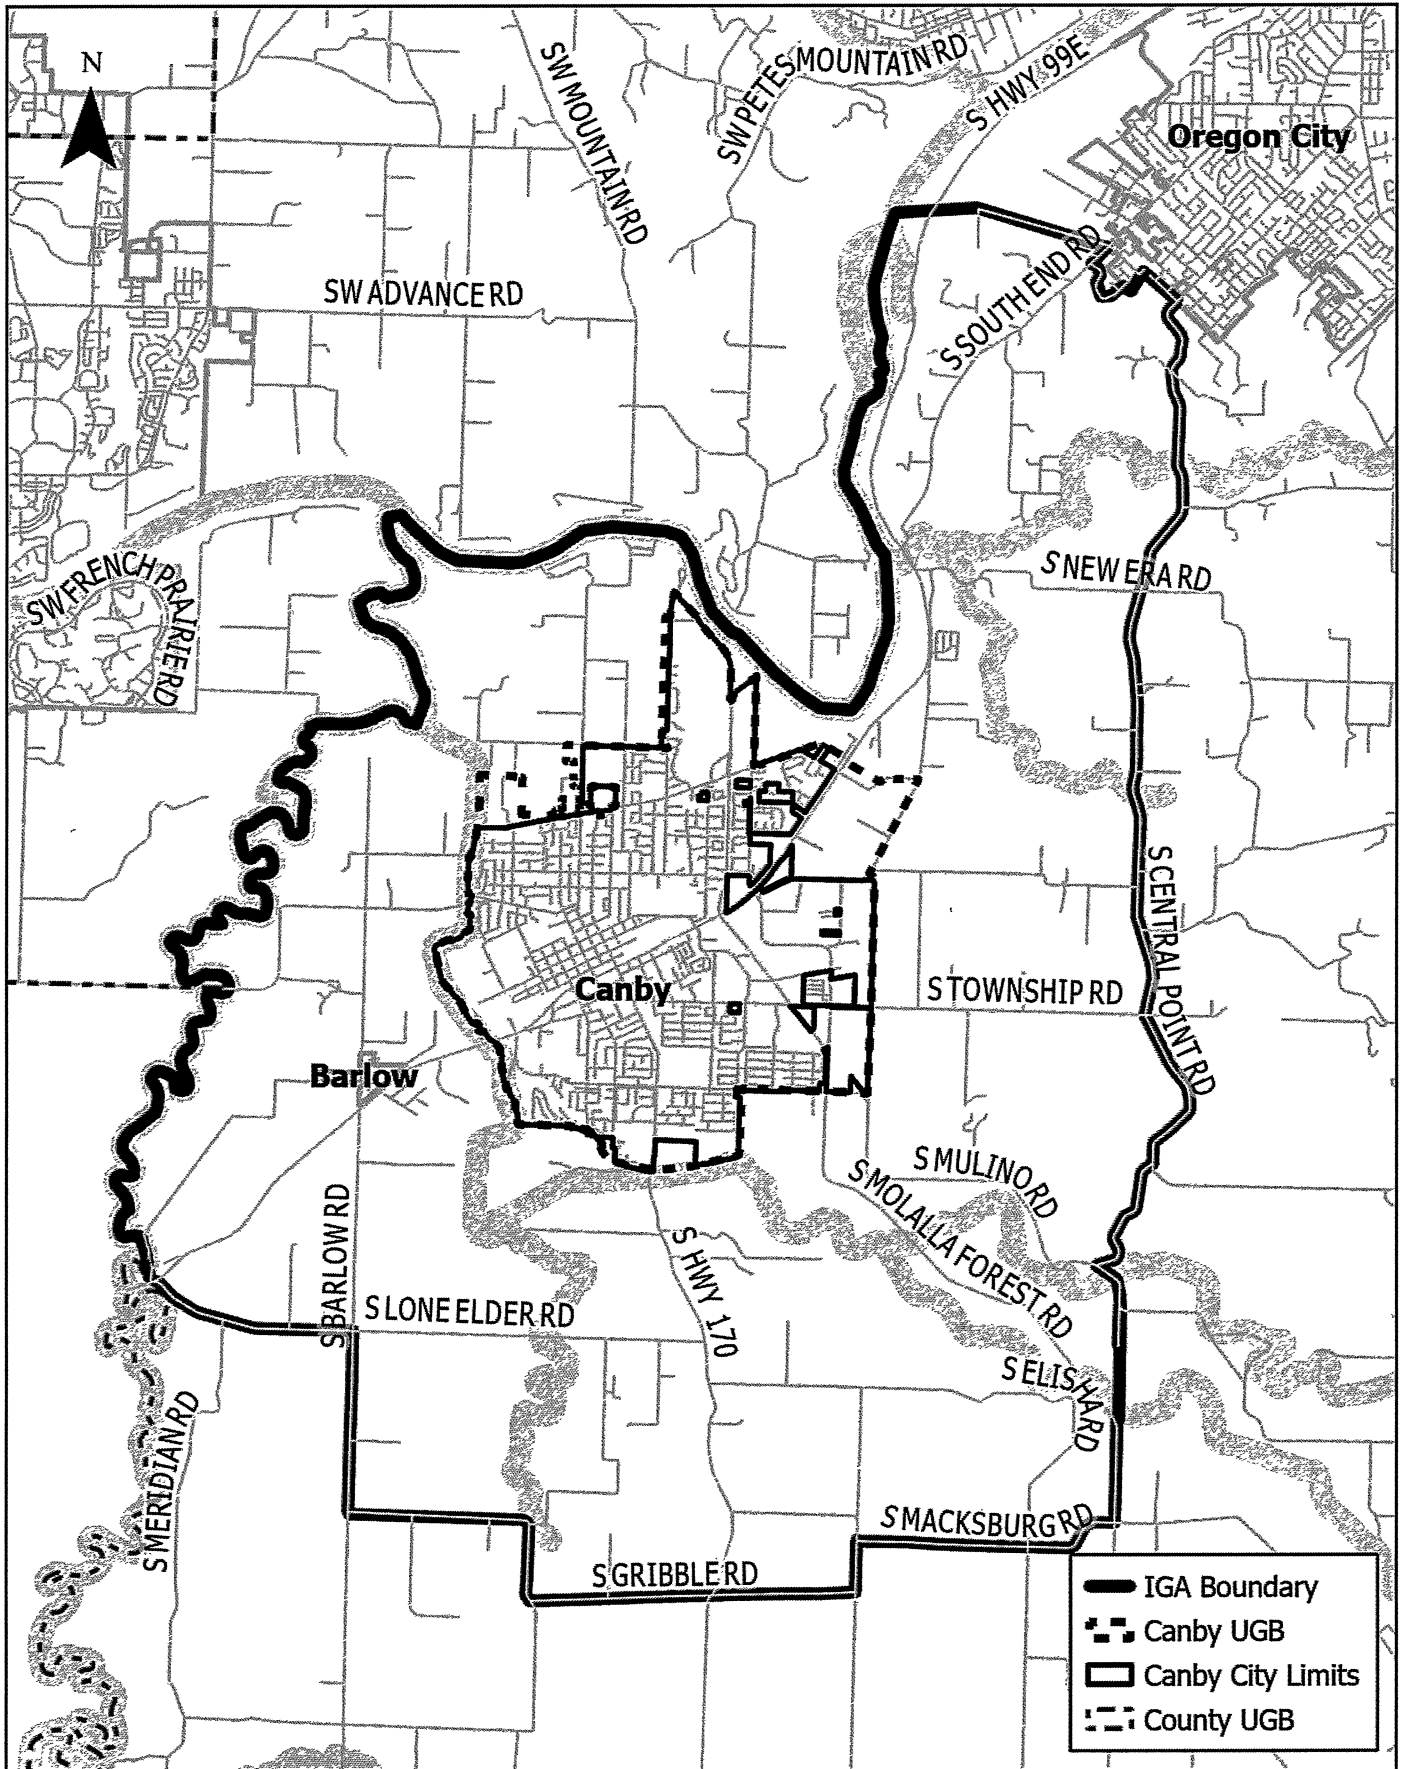 N
SW MOUNTAIN RD
SW PETES MOUNTAIN RD
S HWY 99E
Oregon City
SW ADVANCE RD
S SOUTH END RD
SW FRENCH PRAIRIE RD
S NEW ERA RD
S CENTRAL POINT RD
Canby
S TOWNSHIP RD
Barlow
S MULINO RD
S MOLALLA FOREST RD
S BARLOW RD
S HWY 170
S LONE ELDER RD
S ELISHA RD
S MERIDIAN RD
S MACKSBURG RD
S GRIBBLE RD
IGA Boundary
Canby UGB
Canby City Limits
County UGB